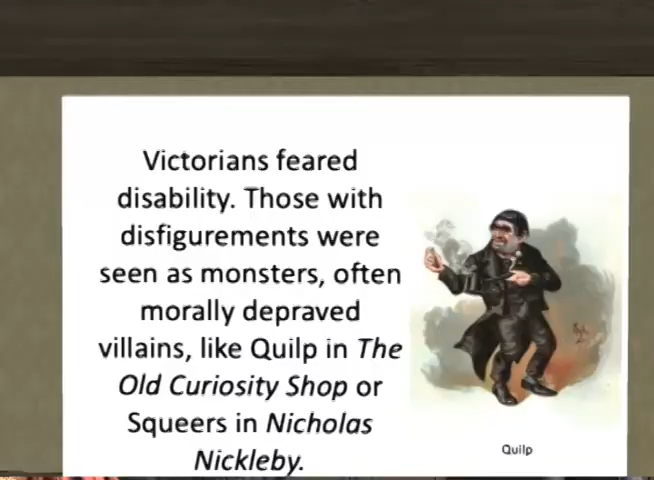 Victorians feared
disability. Those with
disfigurements were
seen as monsters, often
morally depraved
villains, like Quilp in The
Old Curiosity Shop or
Squeers in Nicholas
Nickleby.
Quilp